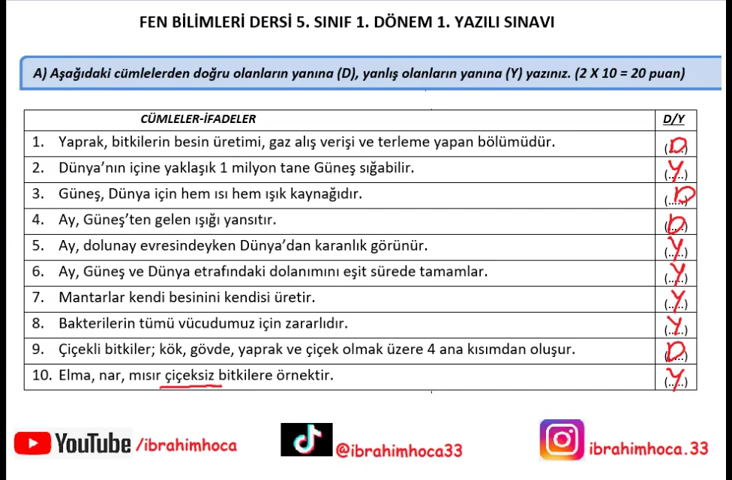 FEN BİLİMLERİ DERSİ 5. SINIF 1. DÖNEM 1. YAZILI SINAVI
A) Aşağıdaki cümlelerden doğru olanların yanına (D), yanlış olanların yanına (Y) yazınız. (2 X 10 = 20 puan)
CÜMLELER-İFADELER D/Y
1. Yaprak, bitkilerin besin üretimi, gaz alış verişi ve terleme yapan bölümüdür. (..D..)
2. Dünya’nın içine yaklaşık 1 milyon tane Güneş sığabilir. (..Y..)
3. Güneş, Dünya için hem ısı hem ışık kaynağıdır. (..D..)
4. Ay, Güneş’ten gelen ışığı yansıtır. (..D..)
5. Ay, dolunay evresindeyken Dünya’dan karanlık görünür. (..Y..)
6. Ay, Güneş ve Dünya etrafındaki dolanımını eşit sürede tamamlar. (..Y..)
7. Mantarlar kendi besinini kendisi üretir. (..Y..)
8. Bakterilerin tümü vücudumuz için zararlıdır. (..Y..)
9. Çiçekli bitkiler; kök, gövde, yaprak ve çiçek olmak üzere 4 ana kısımdan oluşur. (..D..)
10. Elma, nar, mısır çiçeksiz bitkilere örnektir. (..Y..)
YouTube /ibrahimhoca @ibrahimhoca33 ibrahimhoca.33